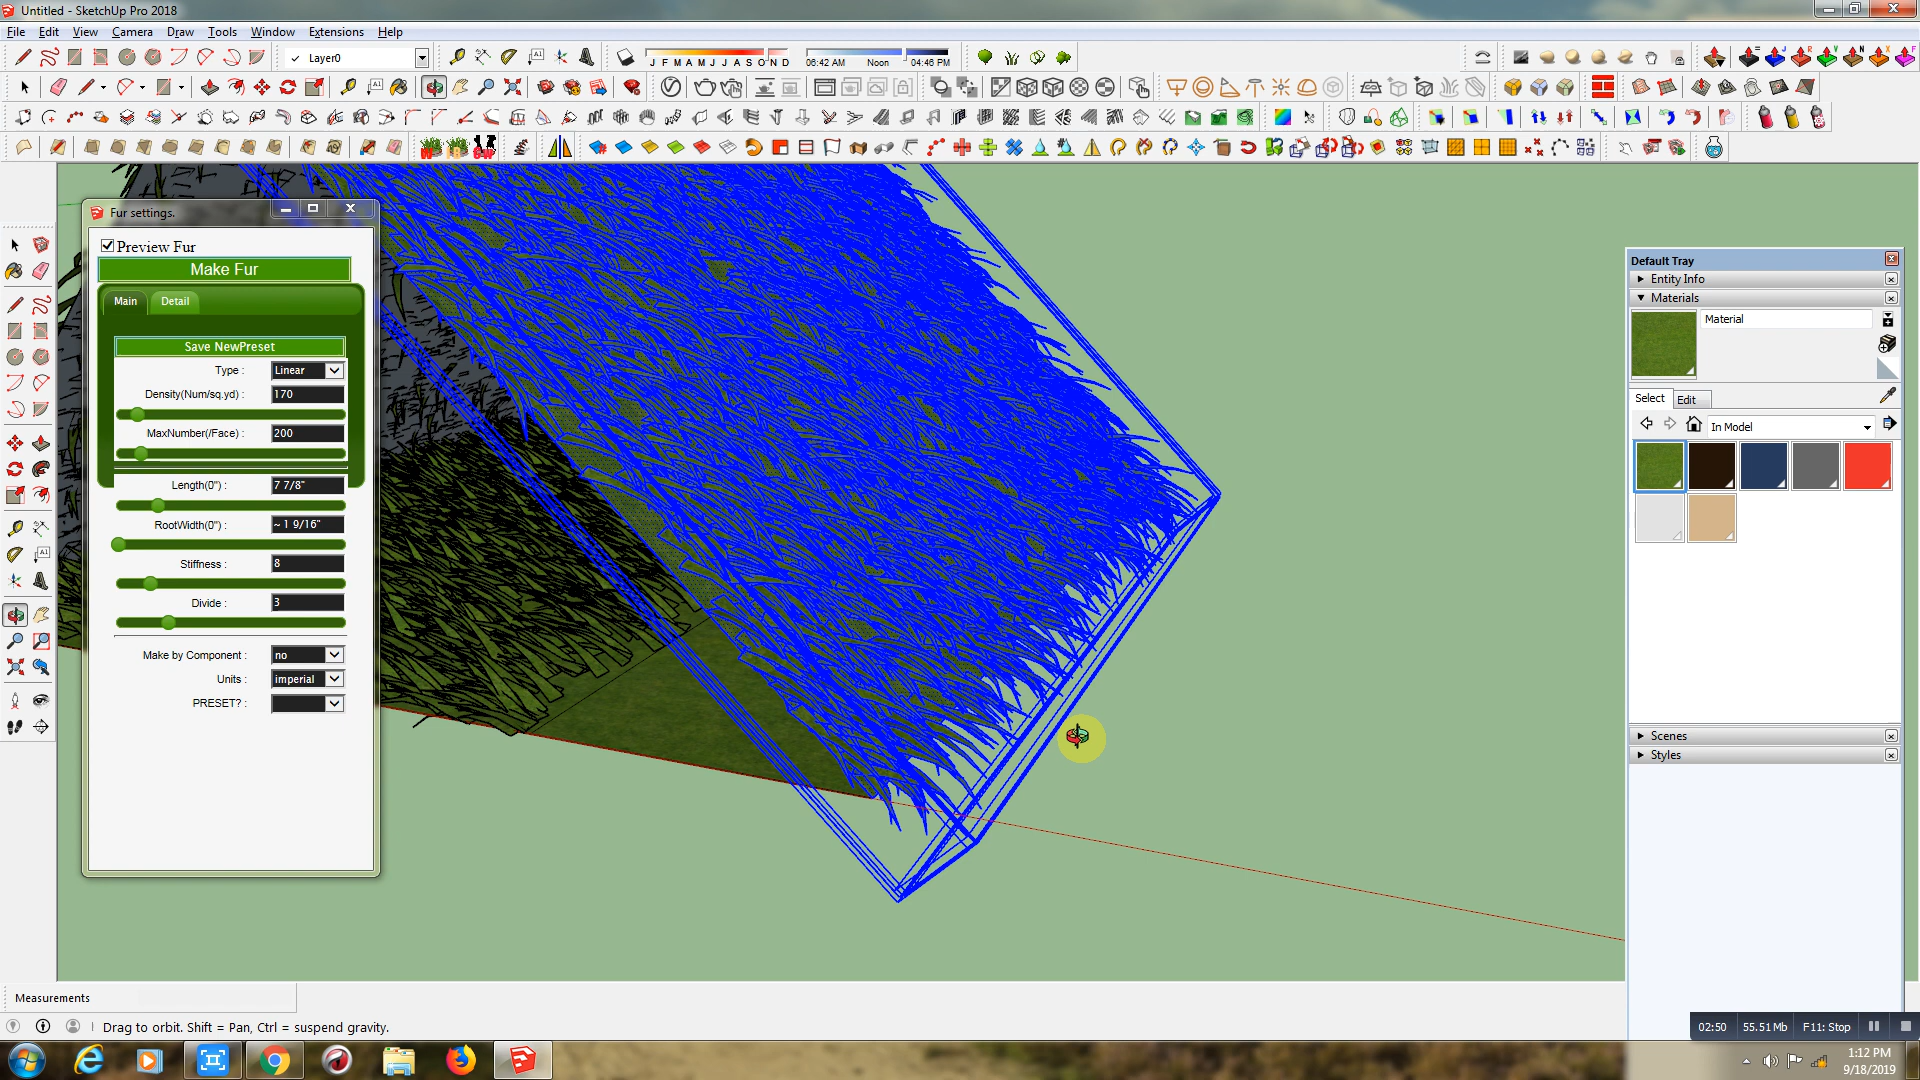 Untitled - SketchUp Pro 2018
File Edit View Camera Draw Tools Window Extensions Help
Layer0
J F M A M J J A S O N D
06:42 AM Noon 04:46 PM
Fur settings.
Preview Fur
Make Fur
Main Detail
Save NewPreset
Type : Linear
Density(Num/sq.yd) : 170
MaxNumber(/Face) : 200
Length(0") : 7 7/8"
RootWidth(0") : ~ 1 9/16"
Stiffness : 8
Divide : 3
Make by Component : no
Units : imperial
PRESET? :
Default Tray
Entity Info
Materials
Material
Select Edit
In Model
Scenes
Styles
Measurements
Drag to orbit. Shift = Pan, Ctrl = suspend gravity.
02:50 55.51Mb F11: Stop
1:12 PM
9/18/2019